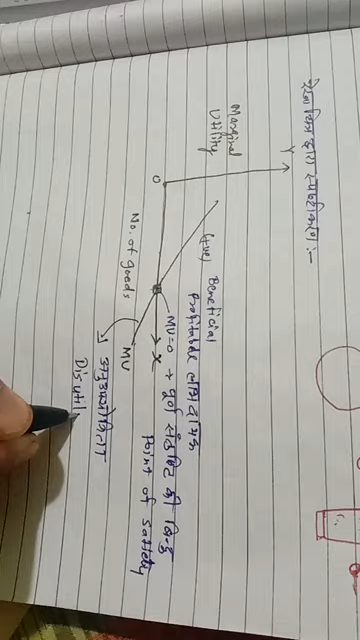 रेखा चित्र द्वारा स्पष्टीकरण :-
Y
Marginal
Utility
(+ve) Beneficial
Profitable लाभदायक
O
MU=0 → पूर्ण संतुष्टि की बिन्दु
Point of satiety
X
No. of goods
MU
अनुपयोगिता
Disutil